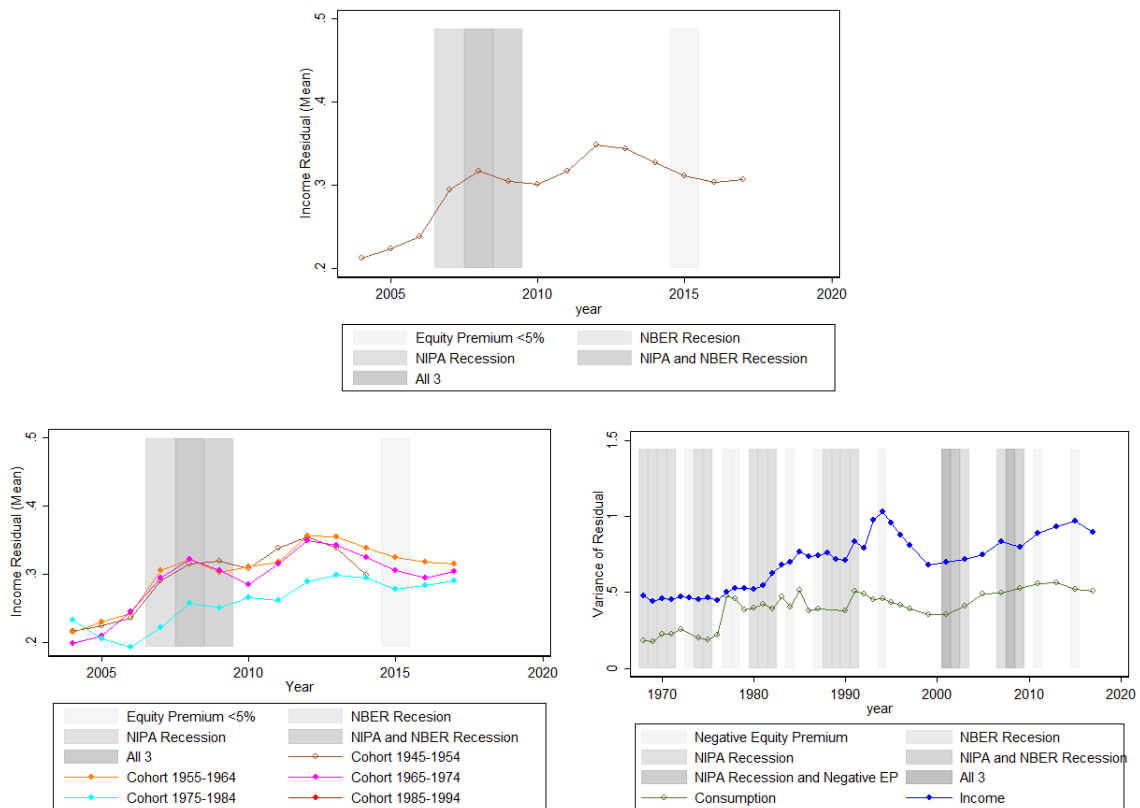 .5
.4
.3
.2
Income Residual (Mean)
2005 2010 2015 2020
year
Equity Premium <5% NBER Recesion
NIPA Recession NIPA and NBER Recession
All 3
.5
.4
.3
.2
Income Residual (Mean)
2005 2010 2015 2020
Year
Equity Premium <5% NBER Recesion
NIPA Recession NIPA and NBER Recession
All 3 Cohort 1945-1954
Cohort 1955-1964 Cohort 1965-1974
Cohort 1975-1984 Cohort 1985-1994
1.5
1
.5
0
Variance of Residual
1970 1980 1990 2000 2010 2020
year
Negative Equity Premium NBER Recesion
NIPA Recession NIPA and NBER Recession
NIPA Recession and Negative EP All 3
Consumption Income